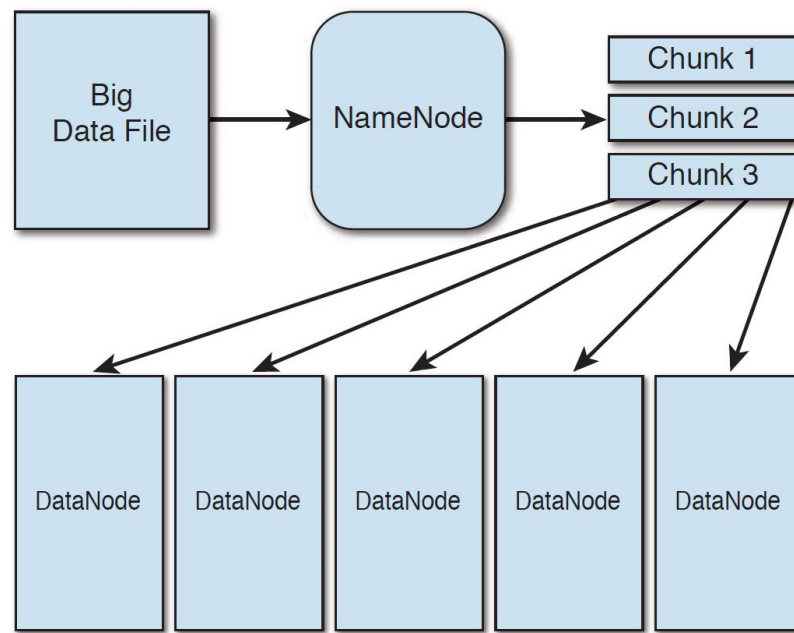 Big
Data File
NameNode
Chunk 1
Chunk 2
Chunk 3
DataNode
DataNode
DataNode
DataNode
DataNode